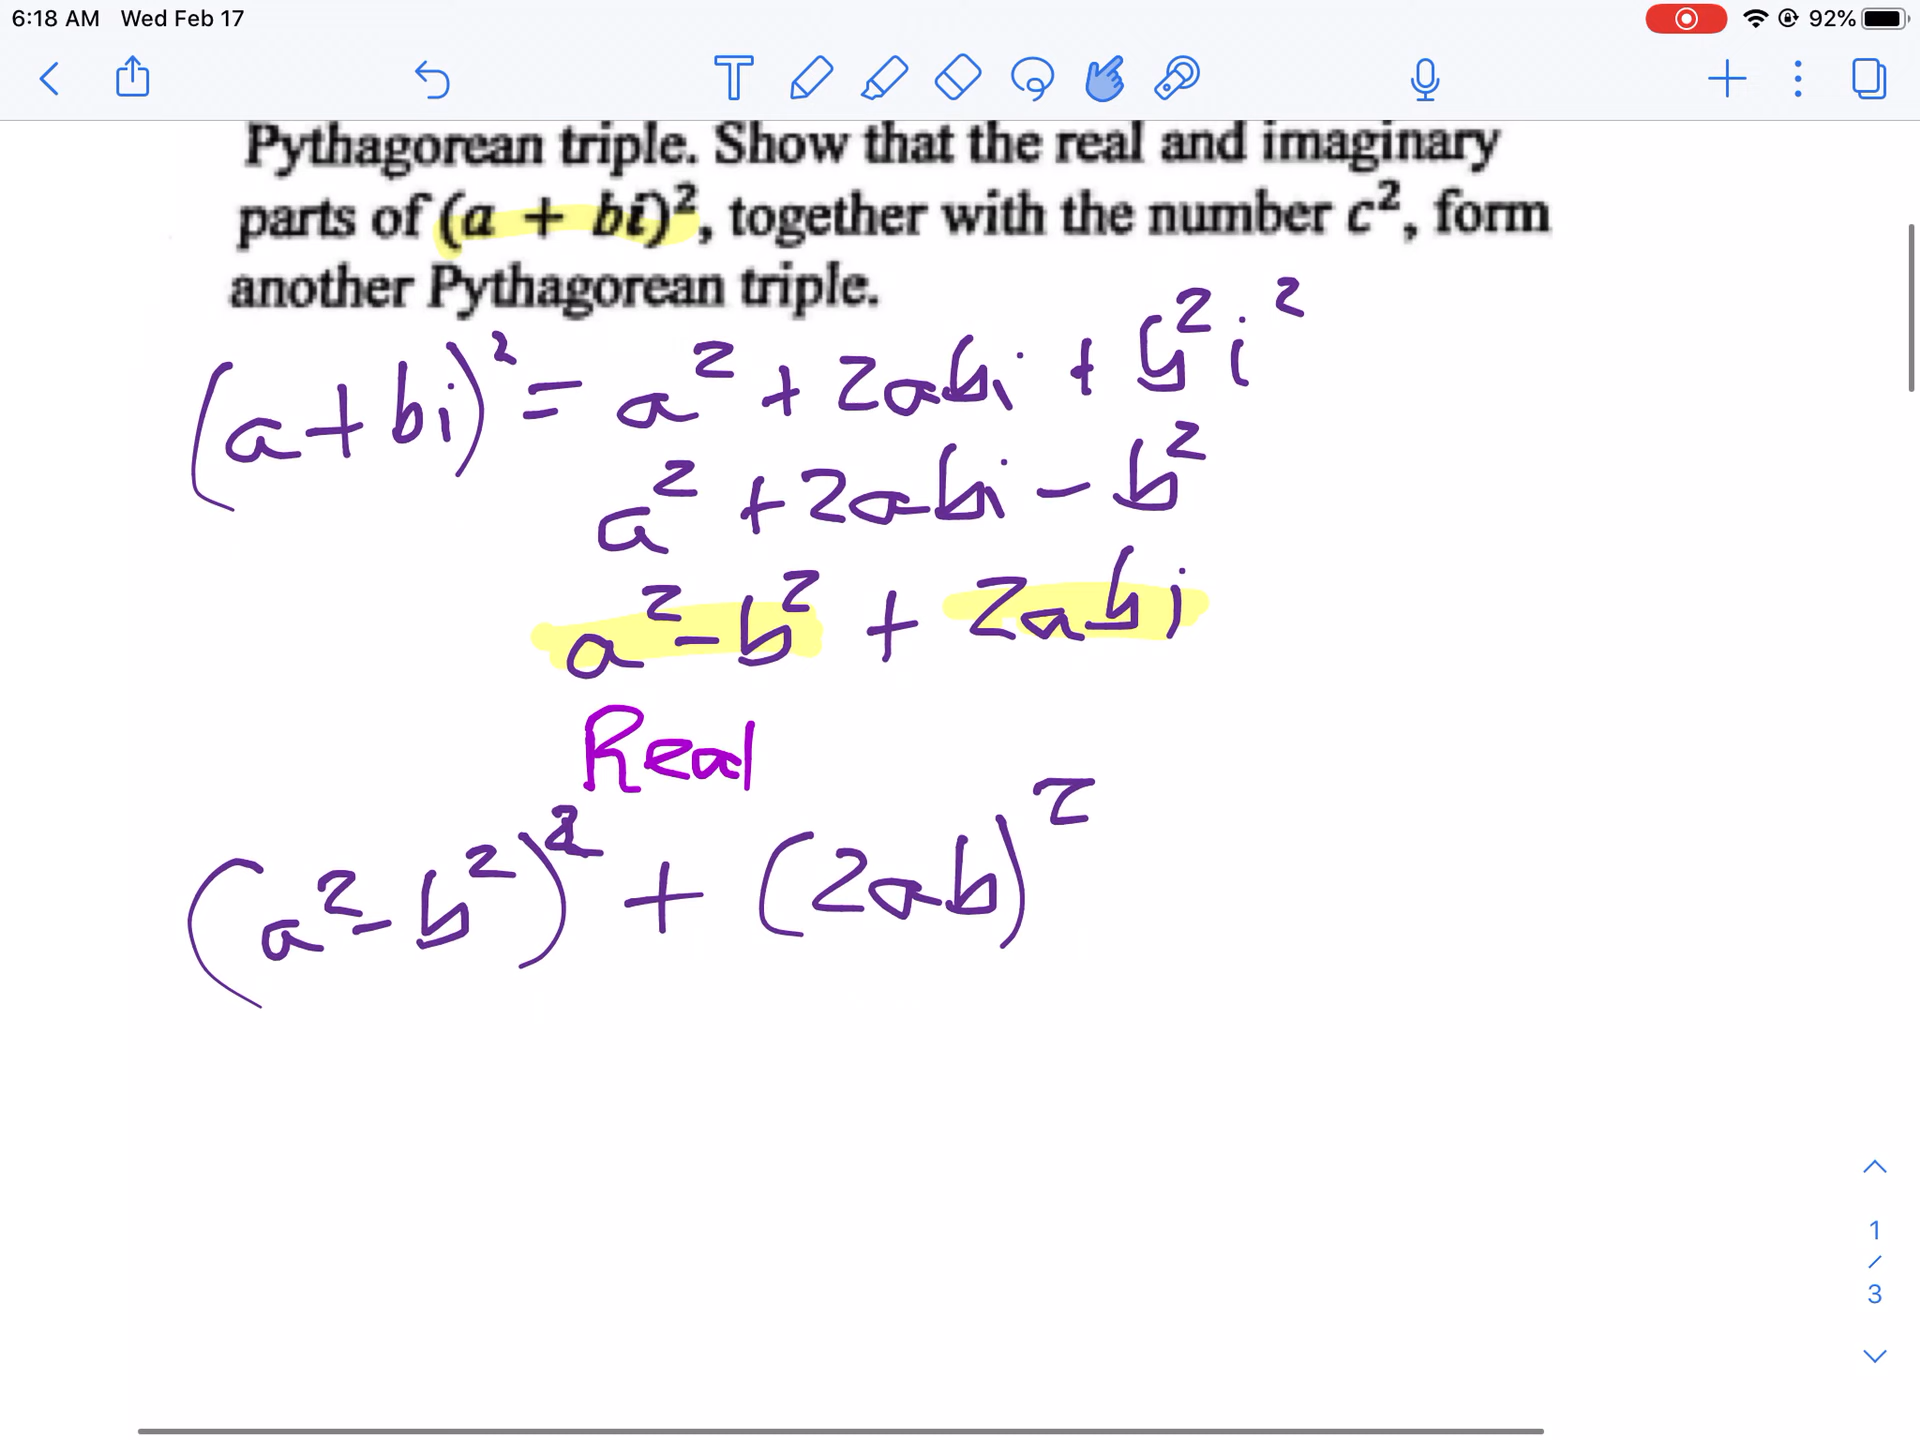 6:18 AM Wed Feb 17 92%
T
Pythagorean triple. Show that the real and imaginary
parts of (a + bi)², together with the number c², form
another Pythagorean triple.
(a+bi)² = a² + 2abi + b²i²
a² + 2abi - b²
a² - b² + 2abi
Real
(a² - b²)² + (2ab)²
1
/
3